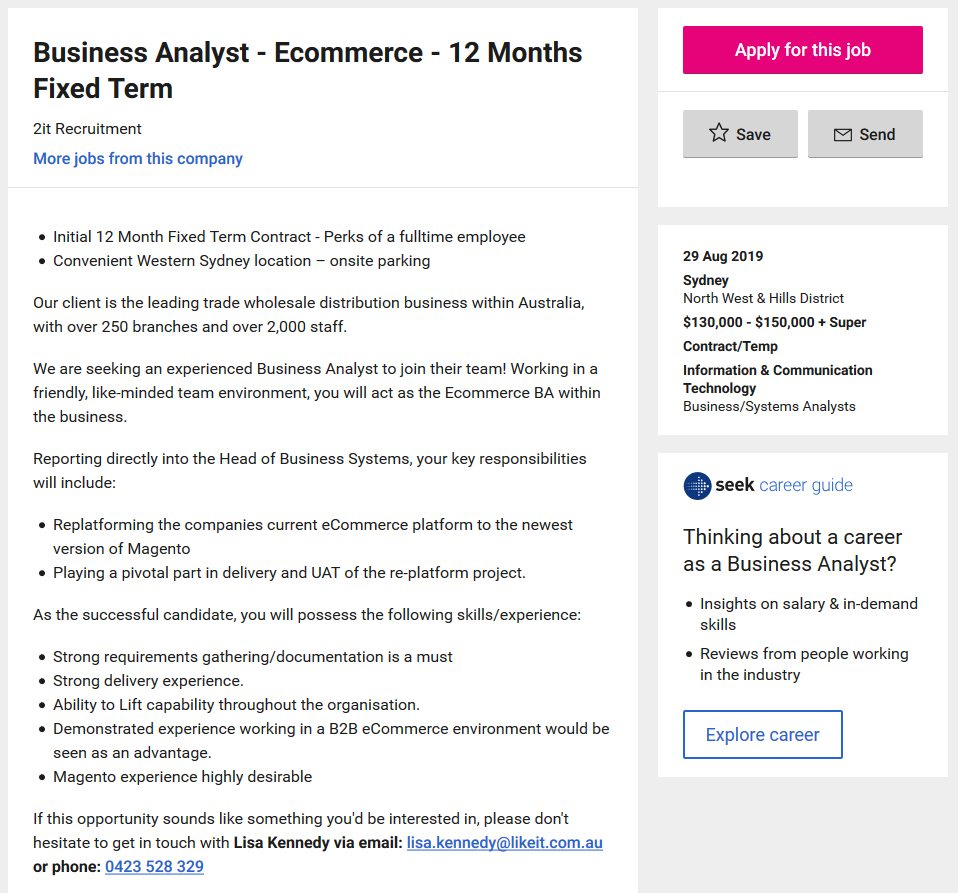 Business Analyst - Ecommerce - 12 Months
Fixed Term
2it Recruitment
More jobs from this company
• Initial 12 Month Fixed Term Contract - Perks of a fulltime employee
• Convenient Western Sydney location – onsite parking
Our client is the leading trade wholesale distribution business within Australia,
with over 250 branches and over 2,000 staff.
We are seeking an experienced Business Analyst to join their team! Working in a
friendly, like-minded team environment, you will act as the Ecommerce BA within
the business.
Reporting directly into the Head of Business Systems, your key responsibilities
will include:
• Replatforming the companies current eCommerce platform to the newest
version of Magento
• Playing a pivotal part in delivery and UAT of the re-platform project.
As the successful candidate, you will possess the following skills/experience:
• Strong requirements gathering/documentation is a must
• Strong delivery experience.
• Ability to Lift capability throughout the organisation.
• Demonstrated experience working in a B2B eCommerce environment would be
seen as an advantage.
• Magento experience highly desirable
If this opportunity sounds like something you'd be interested in, please don't
hesitate to get in touch with Lisa Kennedy via email: lisa.kennedy@likeit.com.au
or phone: 0423 528 329
Apply for this job
Save
Send
29 Aug 2019
Sydney
North West & Hills District
$130,000 - $150,000 + Super
Contract/Temp
Information & Communication
Technology
Business/Systems Analysts
seek career guide
Thinking about a career
as a Business Analyst?
• Insights on salary & in-demand
skills
• Reviews from people working
in the industry
Explore career